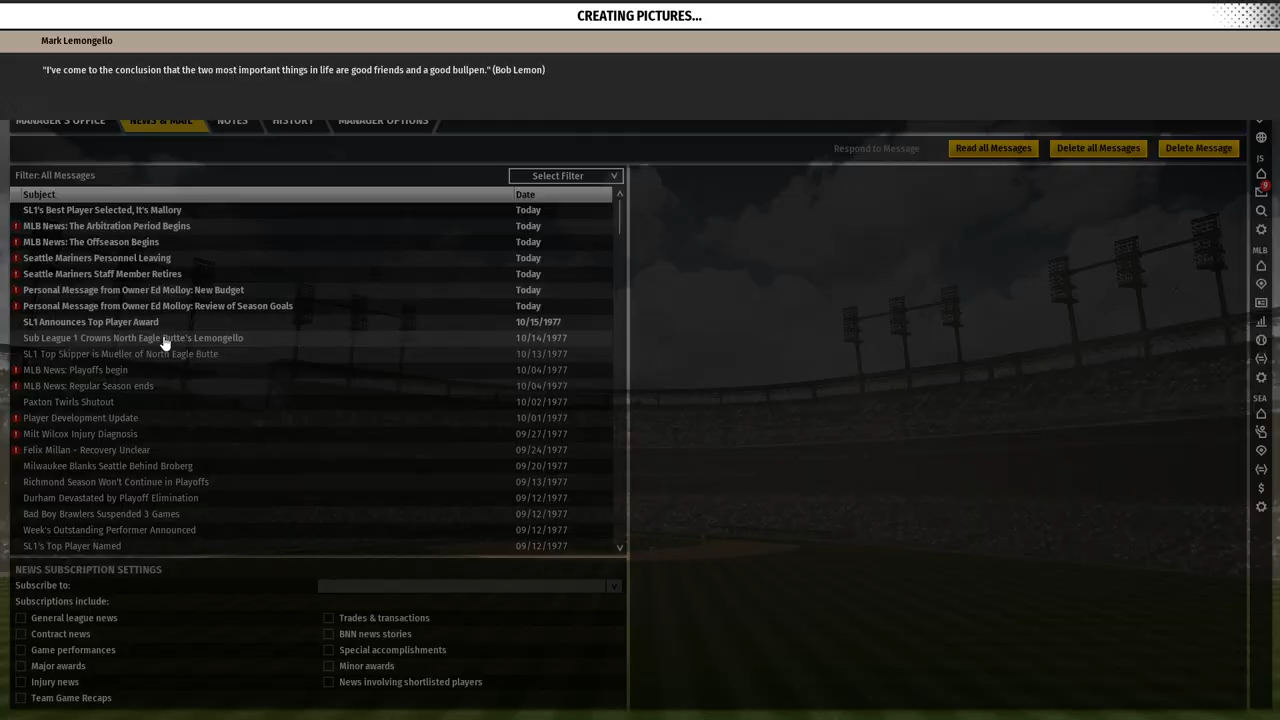 CREATING PICTURES...
Mark Lemongello
"I've come to the conclusion that the two most important things in life are good friends and a good bullpen." (Bob Lemon)
MANAGER'S OFFICE NEWS & MAIL NOTES HISTORY MANAGER OPTIONS
Respond to Message Read all Messages Delete all Messages Delete Message
Filter: All Messages Select Filter
Subject Date
SL1's Best Player Selected, It's Mallory Today
MLB News: The Arbitration Period Begins Today
MLB News: The Offseason Begins Today
Seattle Mariners Personnel Leaving Today
Seattle Mariners Staff Member Retires Today
Personal Message from Owner Ed Molloy: New Budget Today
Personal Message from Owner Ed Molloy: Review of Season Goals Today
SL1 Announces Top Player Award 10/15/1977
Sub League 1 Crowns North Eagle Butte's Lemongello 10/14/1977
SL1 Top Skipper is Mueller of North Eagle Butte 10/13/1977
MLB News: Playoffs begin 10/04/1977
MLB News: Regular Season ends 10/04/1977
Paxton Twirls Shutout 10/02/1977
Player Development Update 10/01/1977
Milt Wilcox Injury Diagnosis 09/27/1977
Felix Millan - Recovery Unclear 09/24/1977
Milwaukee Blanks Seattle Behind Broberg 09/20/1977
Richmond Season Won't Continue in Playoffs 09/13/1977
Durham Devastated by Playoff Elimination 09/12/1977
Bad Boy Brawlers Suspended 3 Games 09/12/1977
Week's Outstanding Performer Announced 09/12/1977
SL1's Top Player Named 09/12/1977
NEWS SUBSCRIPTION SETTINGS
Subscribe to:
Subscriptions include:
General league news Trades & transactions
Contract news BNN news stories
Game performances Special accomplishments
Major awards Minor awards
Injury news News involving shortlisted players
Team Game Recaps
JS
9
MLB
SEA
$